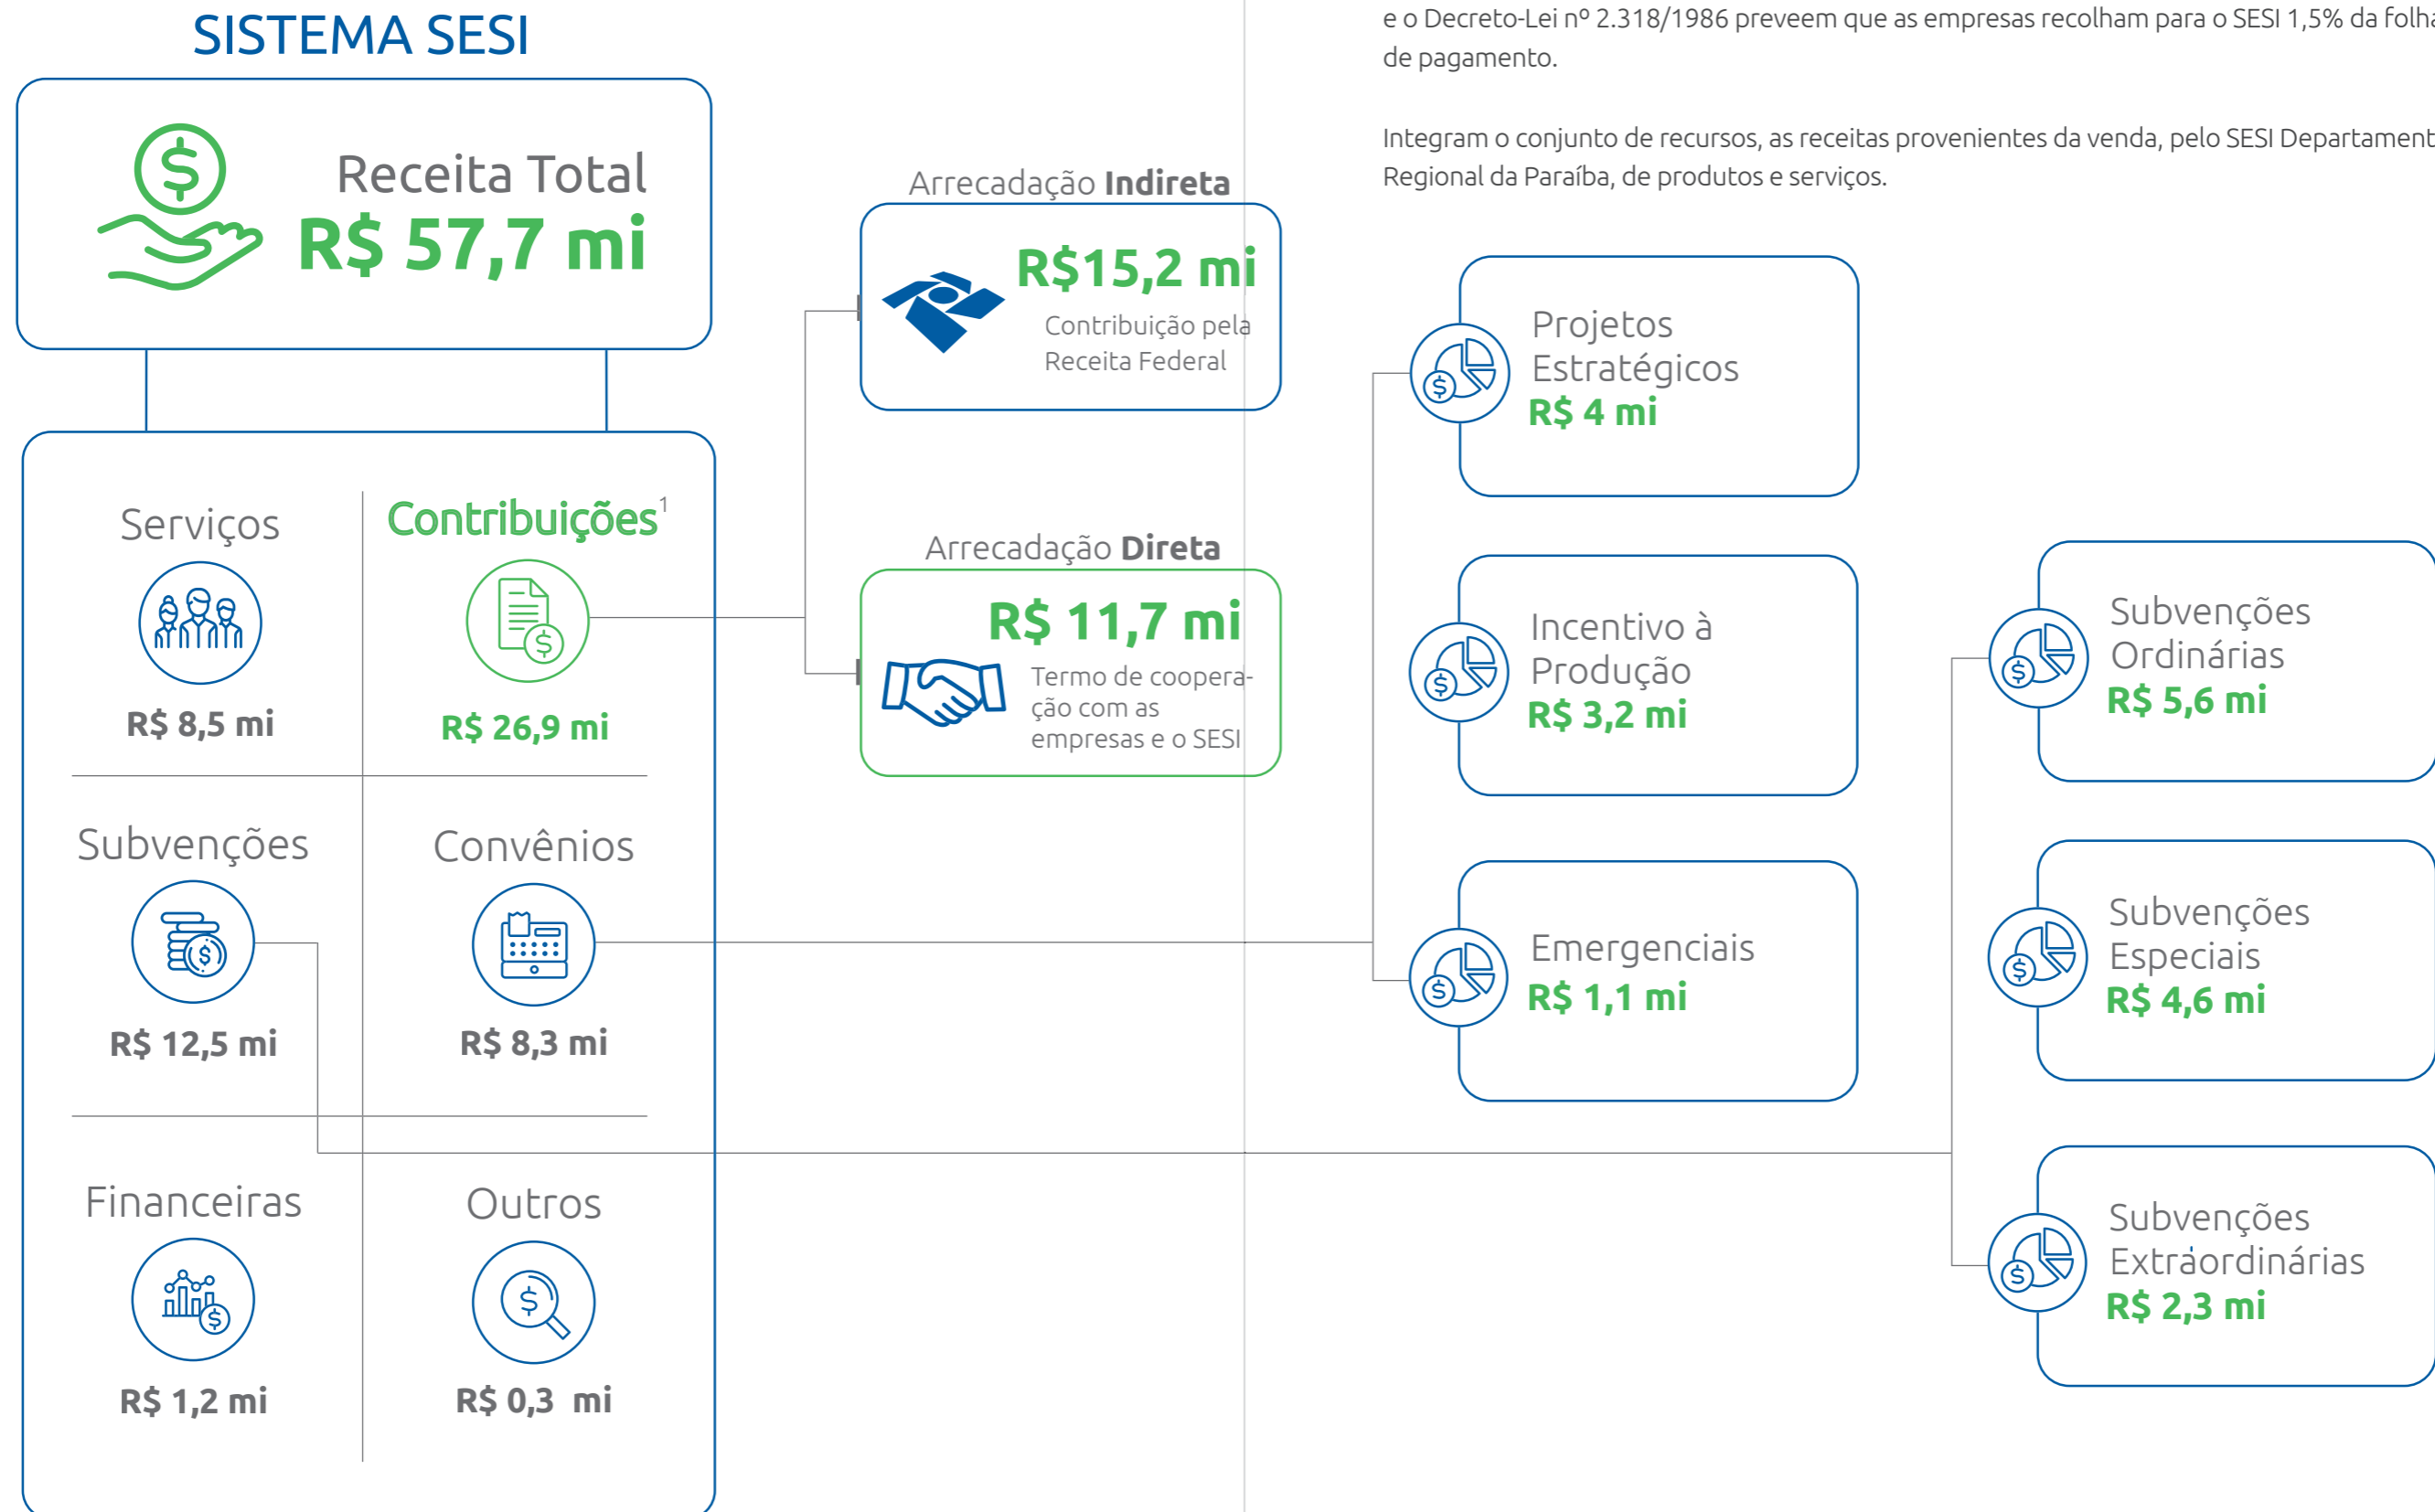 SISTEMA SESI
Receita Total
R$ 57,7 mi
Serviços
R$ 8,5 mi
Contribuições¹
R$ 26,9 mi
Subvenções
R$ 12,5 mi
Convênios
R$ 8,3 mi
Financeiras
R$ 1,2 mi
Outros
R$ 0,3 mi
Arrecadação Indireta
R$15,2 mi
Contribuição pela
Receita Federal
Arrecadação Direta
R$ 11,7 mi
Termo de coopera-
ção com as
empresas e o SESI
e o Decreto-Lei nº 2.318/1986 preveem que as empresas recolham para o SESI 1,5% da folha
de pagamento.
Integram o conjunto de recursos, as receitas provenientes da venda, pelo SESI Departament
Regional da Paraíba, de produtos e serviços.
Projetos
Estratégicos
R$ 4 mi
Incentivo à
Produção
R$ 3,2 mi
Emergenciais
R$ 1,1 mi
Subvenções
Ordinárias
R$ 5,6 mi
Subvenções
Especiais
R$ 4,6 mi
Subvenções
Extraordinárias
R$ 2,3 mi